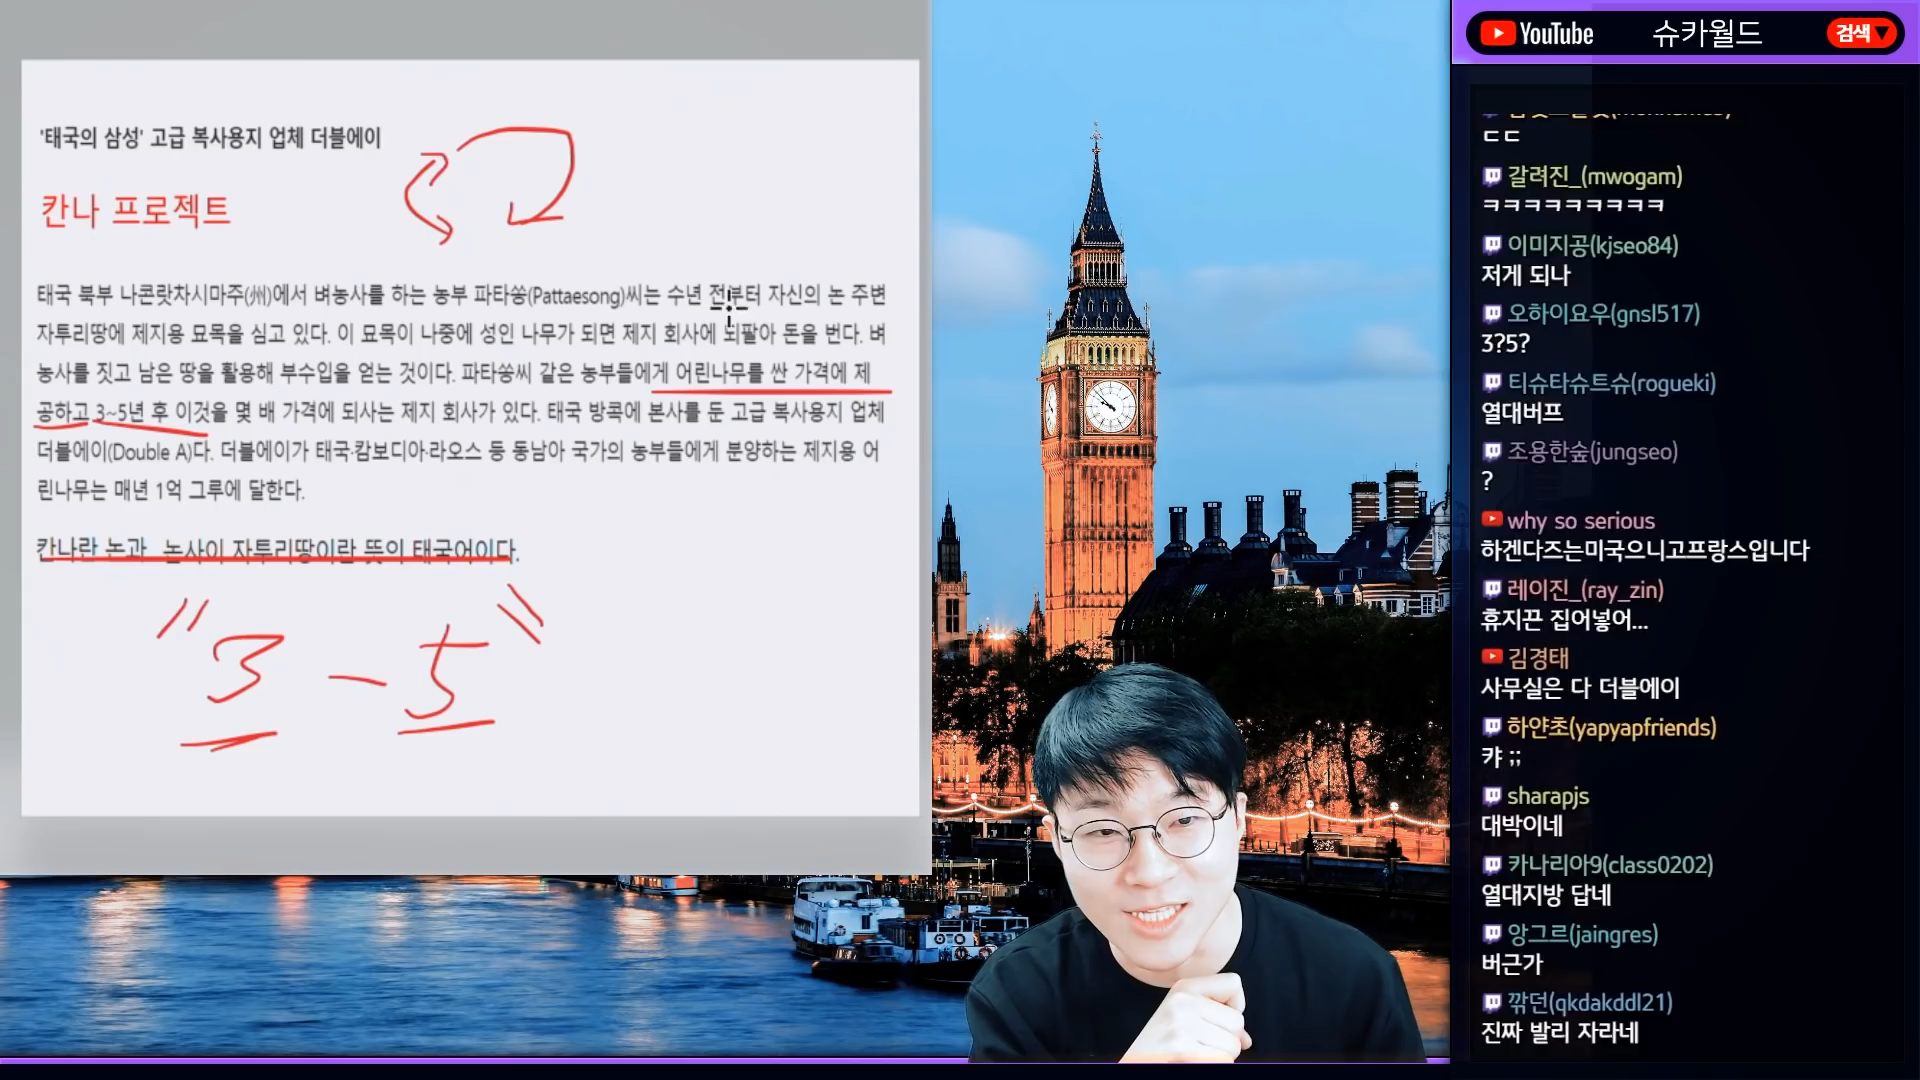 '태국의 삼성' 고급 복사용지 업체 더블에이
칸나 프로젝트
태국 북부 나콘랏차시마주(州)에서 벼농사를 하는 농부 파타쏭(Pattaesong)씨는 수년 전부터 자신의 논 주변
자투리땅에 제지용 묘목을 심고 있다. 이 묘목이 나중에 성인 나무가 되면 제지 회사에 되팔아 돈을 번다. 벼
농사를 짓고 남은 땅을 활용해 부수입을 얻는 것이다. 파타쏭씨 같은 농부들에게 어린나무를 싼 가격에 제
공하고 3~5년 후 이것을 몇 배 가격에 되사는 제지 회사가 있다. 태국 방콕에 본사를 둔 고급 복사용지 업체
더블에이(Double A)다. 더블에이가 태국·캄보디아·라오스 등 동남아 국가의 농부들에게 분양하는 제지용 어
린나무는 매년 1억 그루에 달한다.
칸나란 논과 논사이 자투리땅이란 뜻의 태국어이다.
"3 - 5"
YouTube 슈카월드 검색▼
ㄷㄷ
갈려진_(mwogam)
ㅋㅋㅋㅋㅋㅋㅋㅋㅋ
이미지공(kjseo84)
저게 되나
오하이요우(gnsl517)
3?5?
티슈타슈트슈(rogueki)
열대버프
조용한숲(jungseo)
?
why so serious
하겐다즈는미국으니고프랑스입니다
레이진_(ray_zin)
휴지끈 집어넣어...
김경태
사무실은 다 더블에이
하얀초(yapyapfriends)
캬 ;;
sharapjs
대박이네
카나리아9(class0202)
열대지방 답네
앙그르(jaingres)
버근가
깎던(qkdakddl21)
진짜 발리 자라네